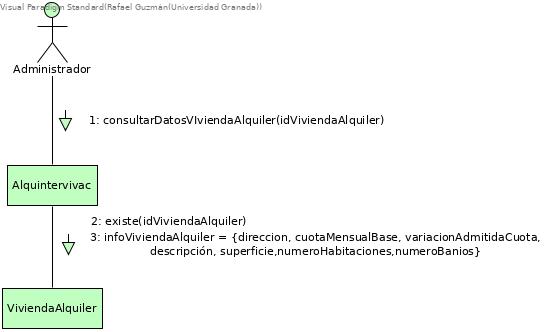 Visual Paradigm Standard(Rafael Guzmán(Universidad Granada))
Administrador
1: consultarDatosVIviendaAlquiler(idViviendaAlquiler)
Alquintervivac
2: existe(idViviendaAlquiler)
3: infoViviendaAlquiler = {direccion, cuotaMensualBase, variacionAdmitidaCuota,
descripción, superficie,numeroHabitaciones,numeroBanios}
ViviendaAlquiler